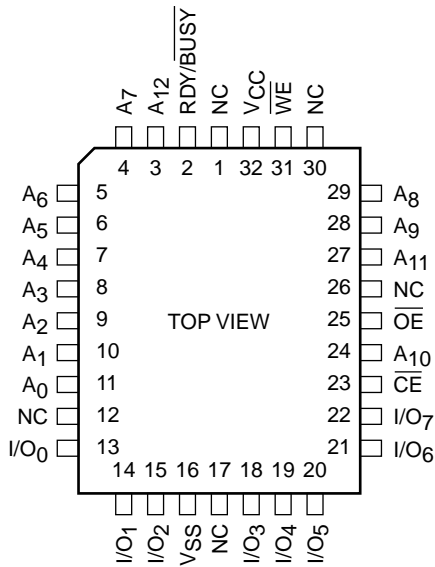 A7 A12 RDY/BUSY NC VCC WE NC
4 3 2 1 32 31 30
A6 5 29 A8
A5 6 28 A9
A4 7 27 A11
A3 8 26 NC
A2 9 TOP VIEW 25 OE
A1 10 24 A10
A0 11 23 CE
NC 12 22 I/O7
I/O0 13 21 I/O6
14 15 16 17 18 19 20
I/O1 I/O2 VSS NC I/O3 I/O4 I/O5